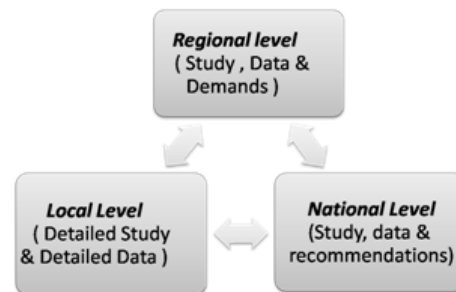 Regional level
( Study , Data &
Demands )
Local Level
( Detailed Study
& Detailed Data )
National Level
(Study, data &
recommendations)